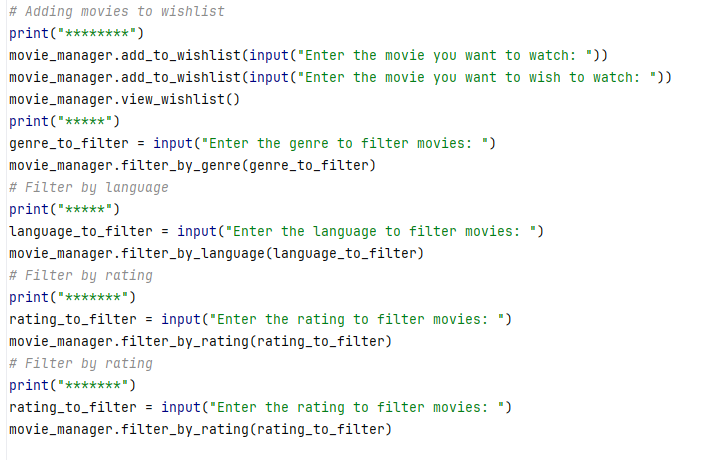 # Adding movies to wishlist
print("********")
movie_manager.add_to_wishlist(input("Enter the movie you want to watch: "))
movie_manager.add_to_wishlist(input("Enter the movie you want to wish to watch: "))
movie_manager.view_wishlist()
print("*****")
genre_to_filter = input("Enter the genre to filter movies: ")
movie_manager.filter_by_genre(genre_to_filter)
# Filter by language
print("*****")
language_to_filter = input("Enter the language to filter movies: ")
movie_manager.filter_by_language(language_to_filter)
# Filter by rating
print("*******")
rating_to_filter = input("Enter the rating to filter movies: ")
movie_manager.filter_by_rating(rating_to_filter)
# Filter by rating
print("*******")
rating_to_filter = input("Enter the rating to filter movies: ")
movie_manager.filter_by_rating(rating_to_filter)